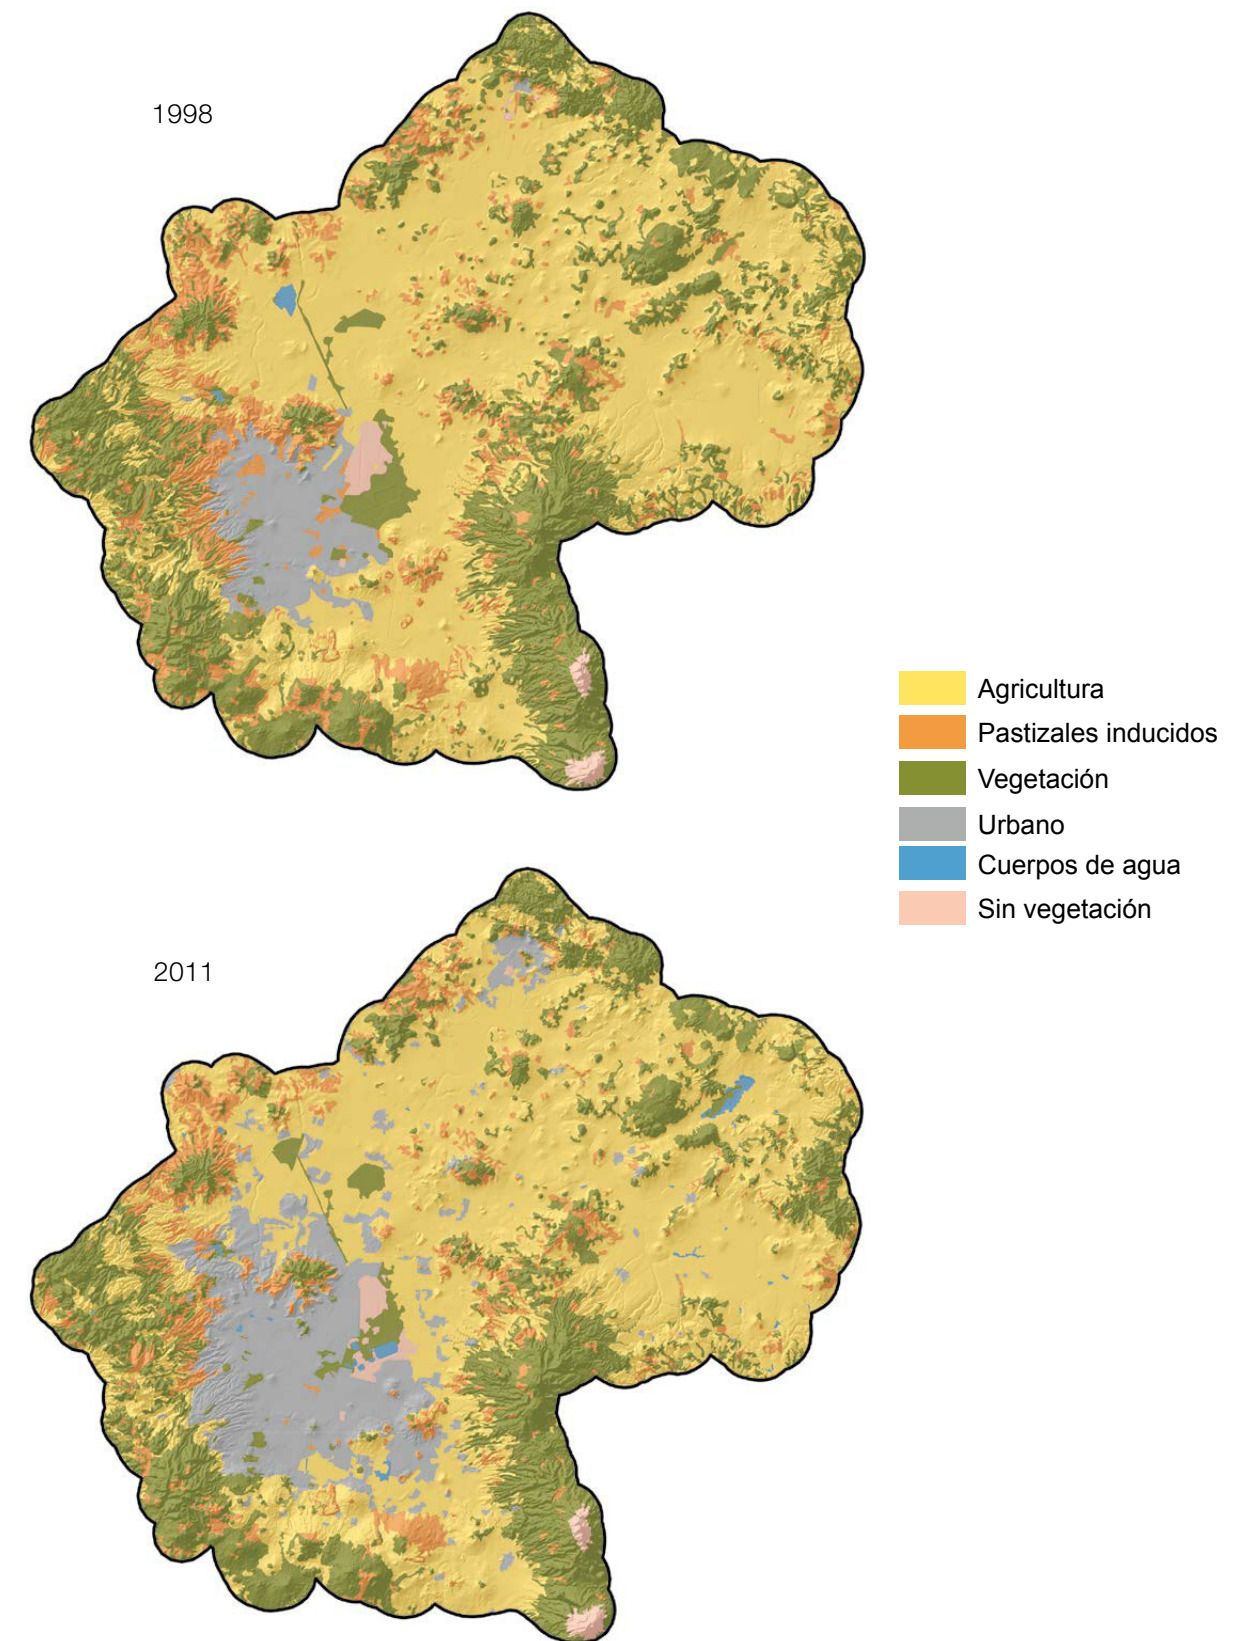 1998
Agricultura
Pastizales inducidos
Vegetación
Urbano
Cuerpos de agua
Sin vegetación
2011